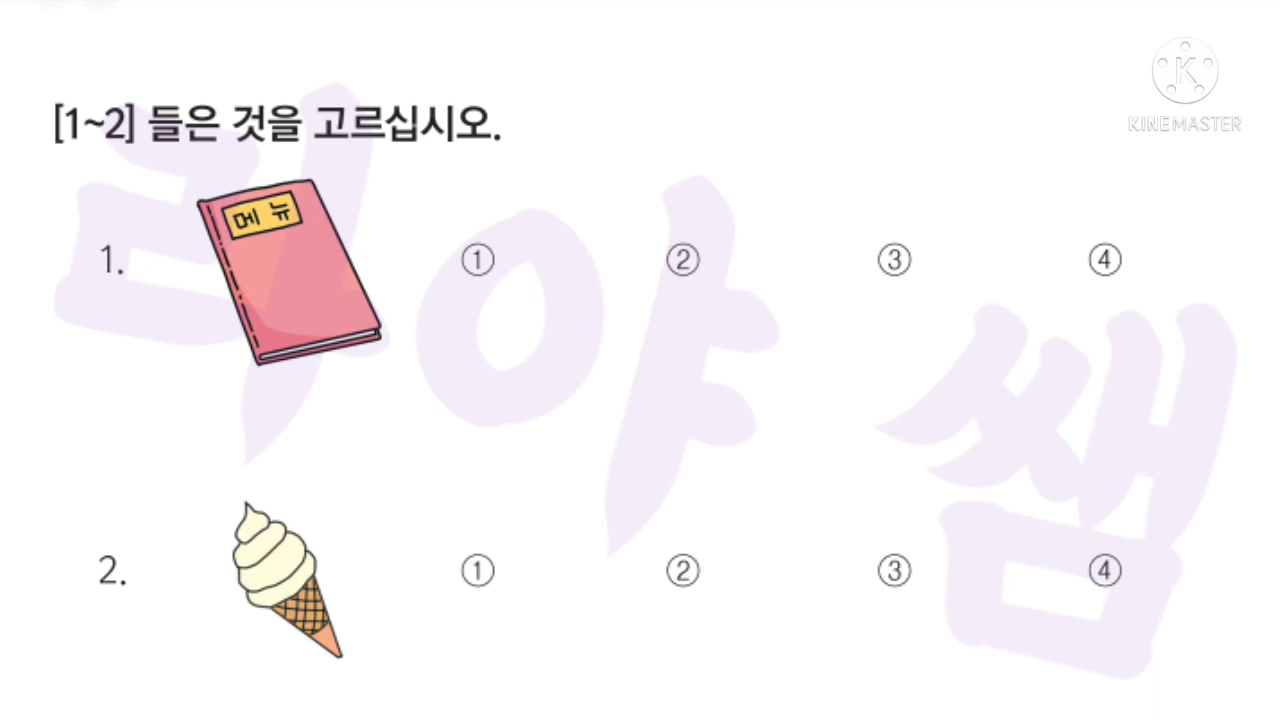 KINEMASTER
[1~2] 들은 것을 고르십시오.
메뉴
1. ① ② ③ ④
2. ① ② ③ ④
리야쌤